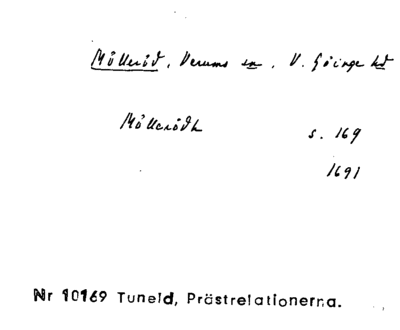 Mölleröd, Verums sn, V. Göinge hd
Möllerödh s. 169
1691
Nr 10169 Tuneld, Prästrelationerna.